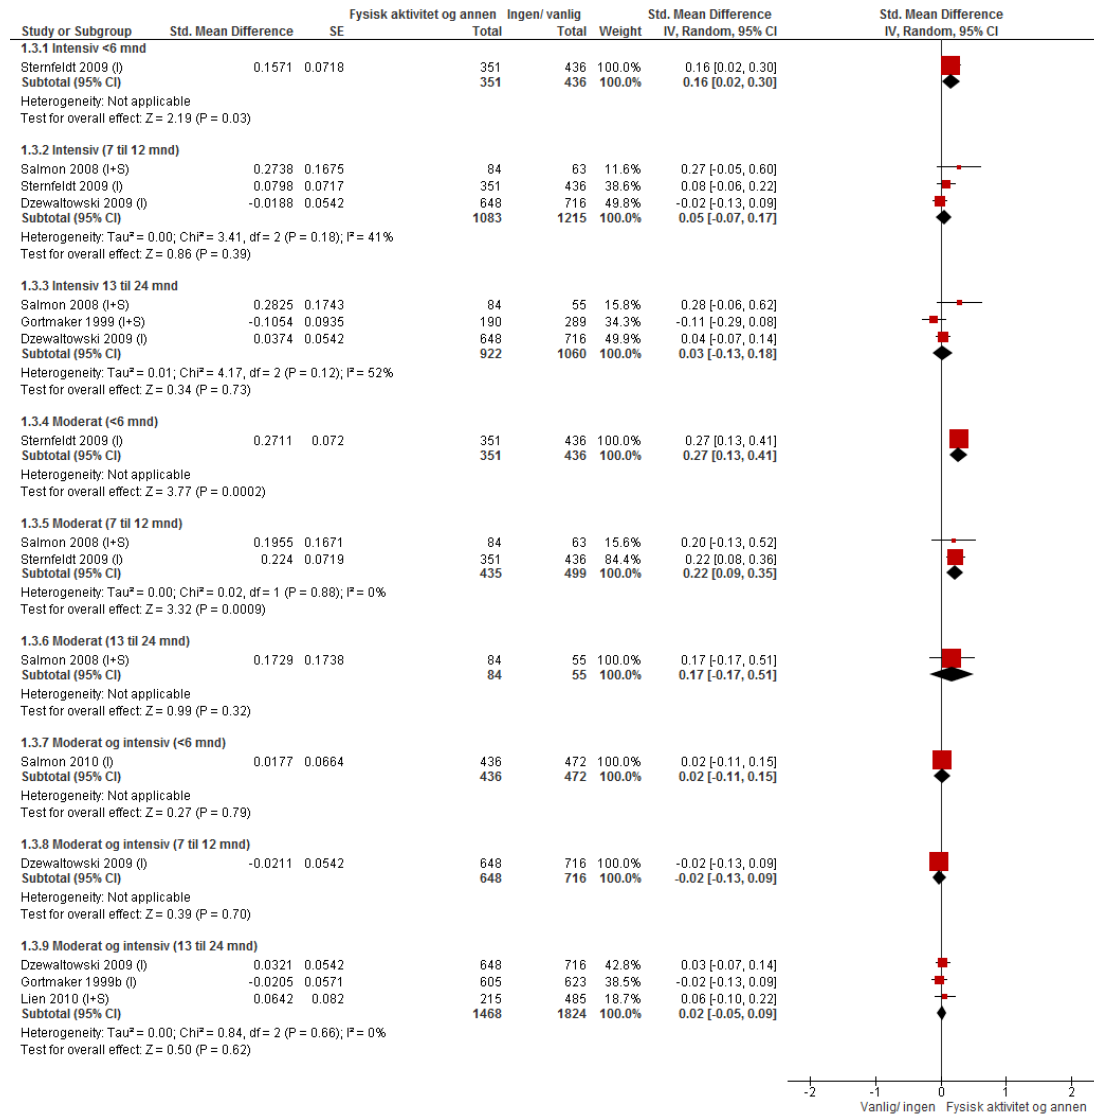 Fysisk aktivitet og annen Ingen/ vanlig Std. Mean Difference Std. Mean Difference
Study or Subgroup Std. Mean Difference SE Total Total Weight IV, Random, 95% CI IV, Random, 95% CI
1.3.1 Intensiv <6 mnd
Sternfeldt 2009 (I) 0.1571 0.0718 351 436 100.0% 0.16 [0.02, 0.30]
Subtotal (95% CI) 351 436 100.0% 0.16 [0.02, 0.30]
Heterogeneity: Not applicable
Test for overall effect: Z = 2.19 (P = 0.03)
1.3.2 Intensiv (7 til 12 mnd)
Salmon 2008 (I+S) 0.2738 0.1675 84 63 11.6% 0.27 [-0.05, 0.60]
Sternfeldt 2009 (I) 0.0798 0.0717 351 436 38.6% 0.08 [-0.06, 0.22]
Dzewaltowski 2009 (I) -0.0188 0.0542 648 716 49.8% -0.02 [-0.13, 0.09]
Subtotal (95% CI) 1083 1215 100.0% 0.05 [-0.07, 0.17]
Heterogeneity: Tau² = 0.00; Chi² = 3.41, df = 2 (P = 0.18); I² = 41%
Test for overall effect: Z = 0.86 (P = 0.39)
1.3.3 Intensiv 13 til 24 mnd
Salmon 2008 (I+S) 0.2825 0.1743 84 55 15.8% 0.28 [-0.06, 0.62]
Gortmaker 1999 (I+S) -0.1054 0.0935 190 289 34.3% -0.11 [-0.29, 0.08]
Dzewaltowski 2009 (I) 0.0374 0.0542 648 716 49.9% 0.04 [-0.07, 0.14]
Subtotal (95% CI) 922 1060 100.0% 0.03 [-0.13, 0.18]
Heterogeneity: Tau² = 0.01; Chi² = 4.17, df = 2 (P = 0.12); I² = 52%
Test for overall effect: Z = 0.34 (P = 0.73)
1.3.4 Moderat (<6 mnd)
Sternfeldt 2009 (I) 0.2711 0.072 351 436 100.0% 0.27 [0.13, 0.41]
Subtotal (95% CI) 351 436 100.0% 0.27 [0.13, 0.41]
Heterogeneity: Not applicable
Test for overall effect: Z = 3.77 (P = 0.0002)
1.3.5 Moderat (7 til 12 mnd)
Salmon 2008 (I+S) 0.1955 0.1671 84 63 15.6% 0.20 [-0.13, 0.52]
Sternfeldt 2009 (I) 0.224 0.0719 351 436 84.4% 0.22 [0.08, 0.36]
Subtotal (95% CI) 435 499 100.0% 0.22 [0.09, 0.35]
Heterogeneity: Tau² = 0.00; Chi² = 0.02, df = 1 (P = 0.88); I² = 0%
Test for overall effect: Z = 3.32 (P = 0.0009)
1.3.6 Moderat (13 til 24 mnd)
Salmon 2008 (I+S) 0.1729 0.1738 84 55 100.0% 0.17 [-0.17, 0.51]
Subtotal (95% CI) 84 55 100.0% 0.17 [-0.17, 0.51]
Heterogeneity: Not applicable
Test for overall effect: Z = 0.99 (P = 0.32)
1.3.7 Moderat og intensiv (<6 mnd)
Salmon 2010 (I) 0.0177 0.0664 436 472 100.0% 0.02 [-0.11, 0.15]
Subtotal (95% CI) 436 472 100.0% 0.02 [-0.11, 0.15]
Heterogeneity: Not applicable
Test for overall effect: Z = 0.27 (P = 0.79)
1.3.8 Moderat og intensiv (7 til 12 mnd)
Dzewaltowski 2009 (I) -0.0211 0.0542 648 716 100.0% -0.02 [-0.13, 0.09]
Subtotal (95% CI) 648 716 100.0% -0.02 [-0.13, 0.09]
Heterogeneity: Not applicable
Test for overall effect: Z = 0.39 (P = 0.70)
1.3.9 Moderat og intensiv (13 til 24 mnd)
Dzewaltowski 2009 (I) 0.0321 0.0542 648 716 42.8% 0.03 [-0.07, 0.14]
Gortmaker 1999b (I) -0.0205 0.0571 605 623 38.5% -0.02 [-0.13, 0.09]
Lien 2010 (I+S) 0.0642 0.082 215 485 18.7% 0.06 [-0.10, 0.22]
Subtotal (95% CI) 1468 1824 100.0% 0.02 [-0.05, 0.09]
Heterogeneity: Tau² = 0.00; Chi² = 0.84, df = 2 (P = 0.66); I² = 0%
Test for overall effect: Z = 0.50 (P = 0.62)
-2 -1 0 1 2
Vanlig/ ingen Fysisk aktivitet og annen